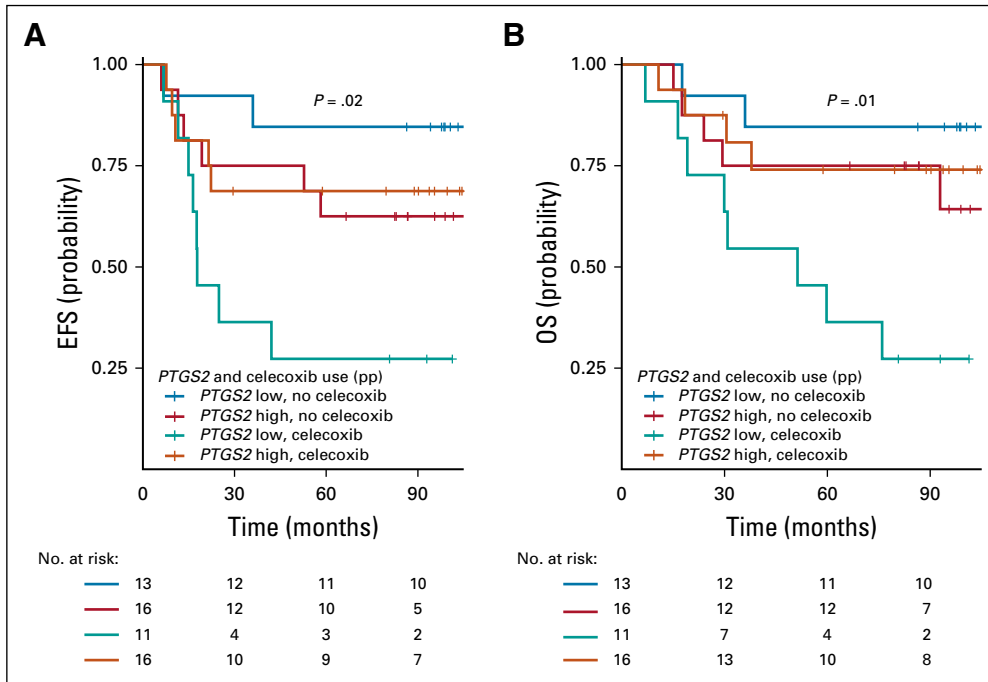 A
1.00
0.75
0.50
0.25
EFS (probability)
P = .02
PTGS2 and celecoxib use (pp)
PTGS2 low, no celecoxib
PTGS2 high, no celecoxib
PTGS2 low, celecoxib
PTGS2 high, celecoxib
0 30 60 90
Time (months)
No. at risk:
13 12 11 10
16 12 10 5
11 4 3 2
16 10 9 7
B
1.00
0.75
0.50
0.25
OS (probability)
P = .01
PTGS2 and celecoxib use (pp)
PTGS2 low, no celecoxib
PTGS2 high, no celecoxib
PTGS2 low, celecoxib
PTGS2 high, celecoxib
0 30 60 90
Time (months)
No. at risk:
13 12 11 10
16 12 12 7
11 7 4 2
16 13 10 8